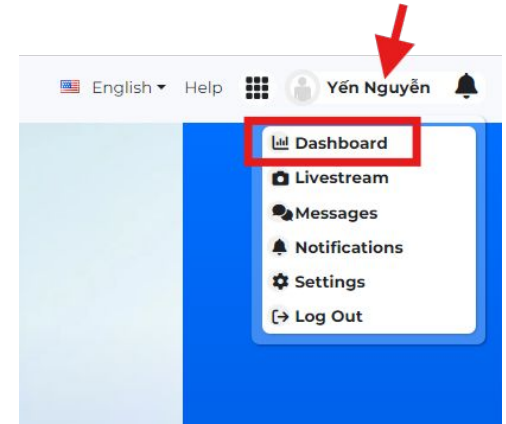 English Help Yến Nguyễn
Dashboard
Livestream
Messages
Notifications
Settings
Log Out